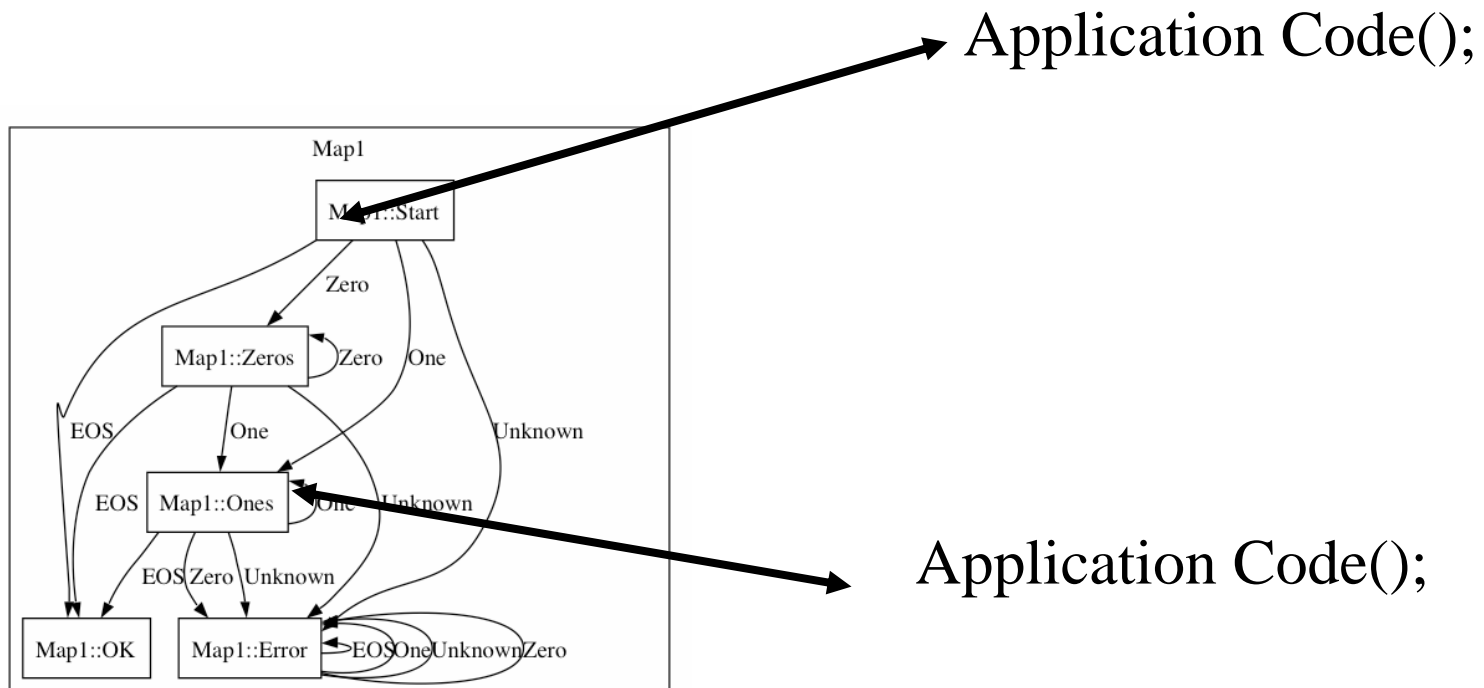 Application Code();
Map1
Map1::Start
Zero
Map1::Zeros
Zero
One
EOS
One
Unknown
EOS
Map1::Ones
One
Unknown
Application Code();
EOS
Zero
Unknown
Map1::OK
Map1::Error
EOS
One
Unknown
Zero